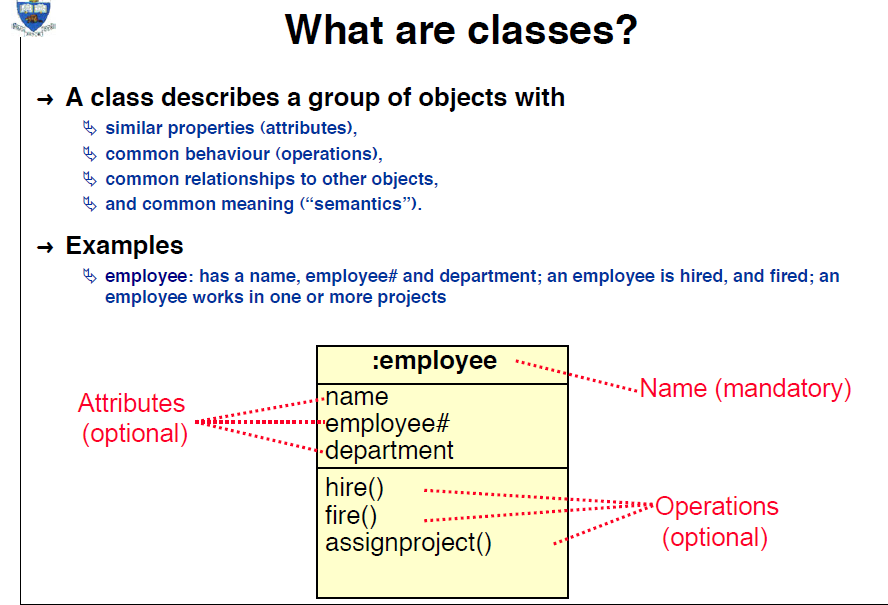 What are classes?
→ A class describes a group of objects with
similar properties (attributes),
common behaviour (operations),
common relationships to other objects,
and common meaning (“semantics”).
→ Examples
employee: has a name, employee# and department; an employee is hired, and fired; an
employee works in one or more projects
:employee
Name (mandatory)
Attributes
(optional)
name
employee#
department
hire()
fire()
assignproject()
Operations
(optional)